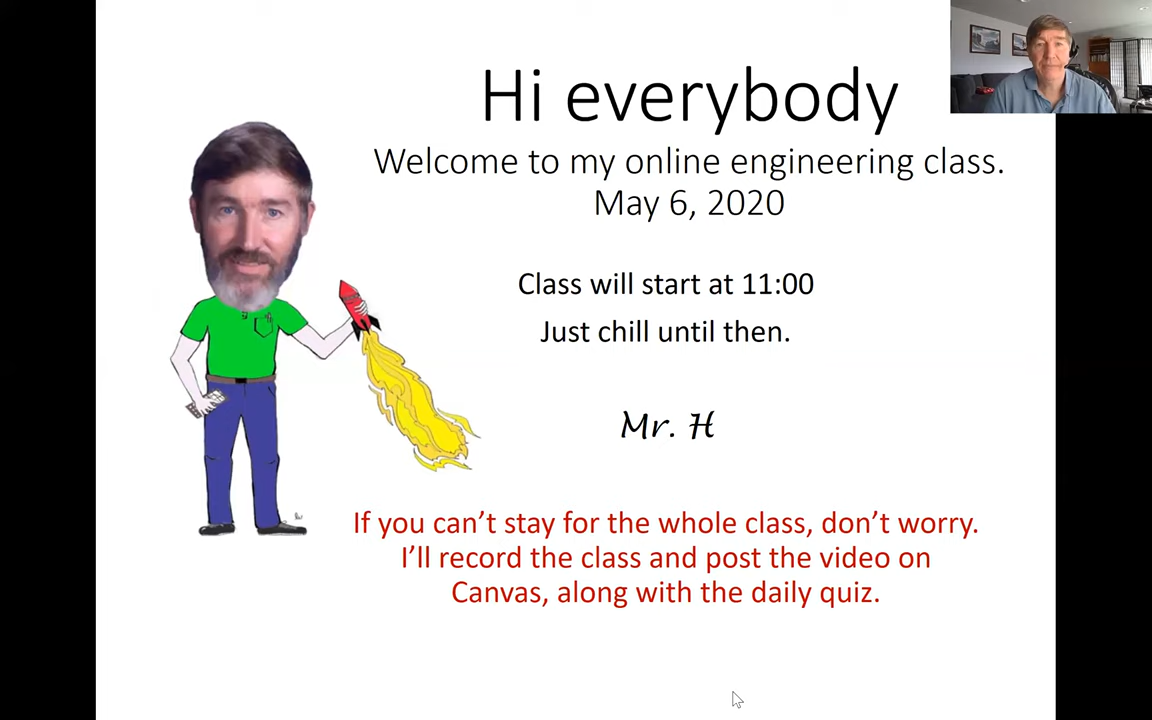 Hi everybody
Welcome to my online engineering class.
May 6, 2020
Class will start at 11:00
Just chill until then.
Mr. H
If you can't stay for the whole class, don't worry.
I'll record the class and post the video on
Canvas, along with the daily quiz.